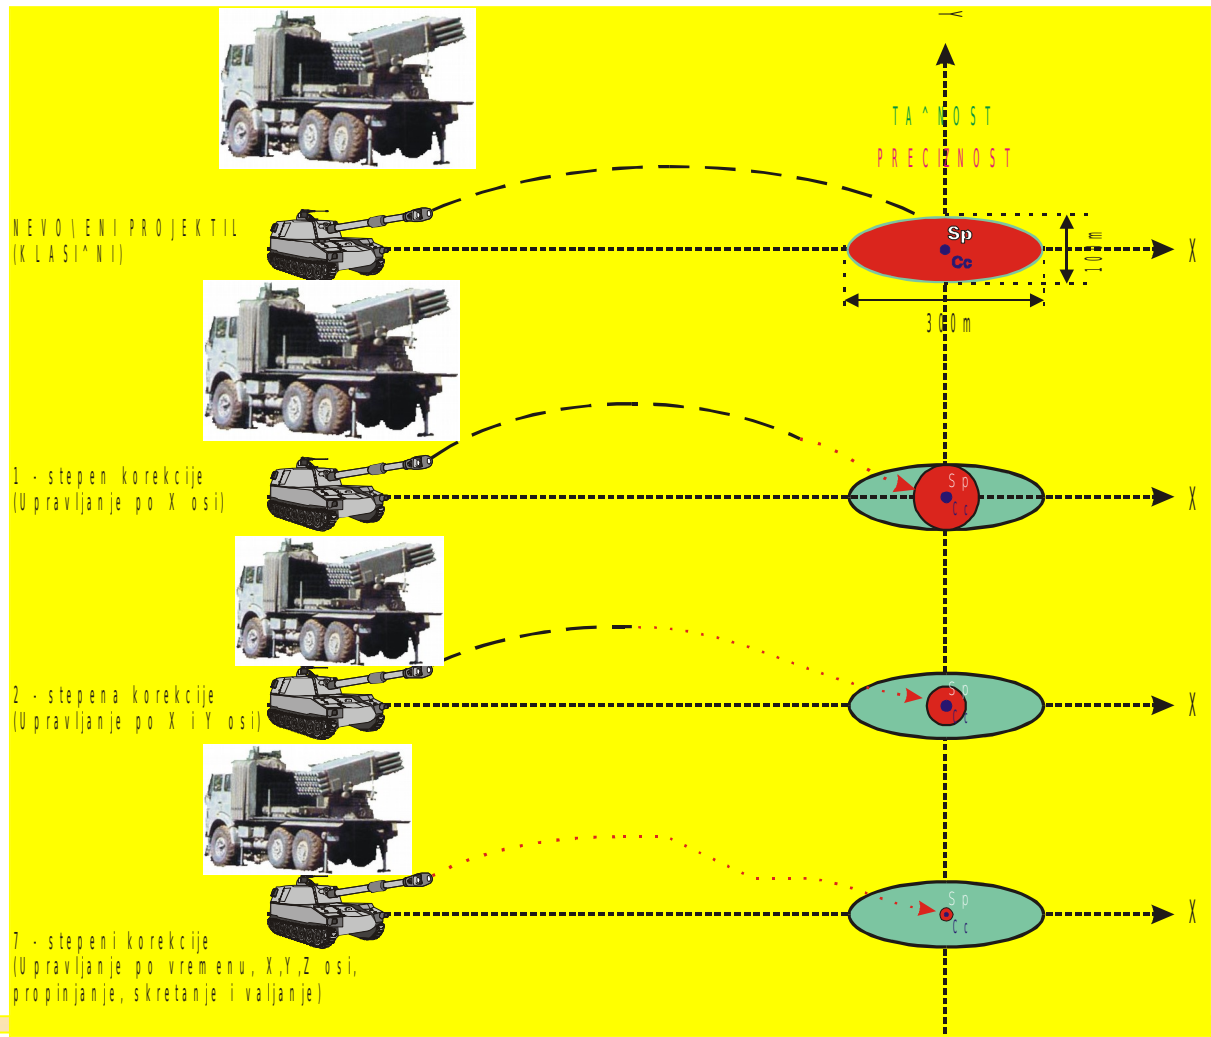 Y
TA^NOST
PRECIZNOST
NEVO\ENI PROJEKTIL
(KLASI^NI)
Sp
Cc
X
10m
300m
1 - stepen korekcije
(Upravljanje po X osi)
Sp
Cc
X
2 - stepena korekcije
(Upravljanje po X i Y osi)
Sp
Cc
X
Sp
Cc
X
7 - stepeni korekcije
(Upravljanje po vremenu, X,Y,Z osi,
propinjanje, skretanje i valjanje)